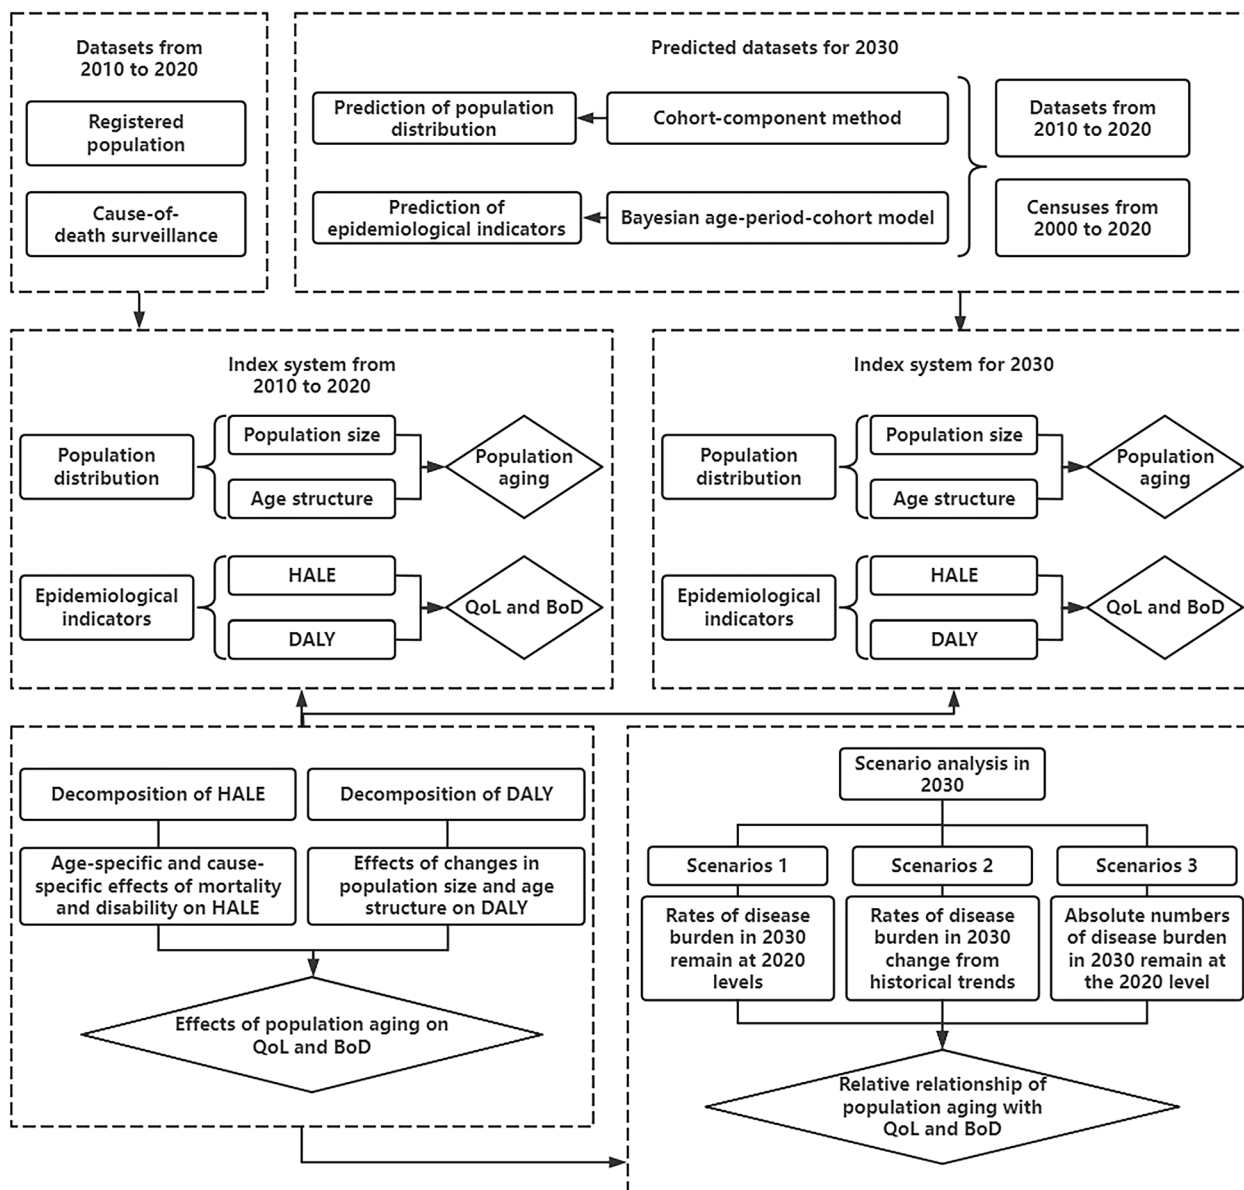 Datasets from
2010 to 2020
Registered
population
Cause-of-
death surveillance
Predicted datasets for 2030
Prediction of population
distribution
Cohort-component method
Prediction of
epidemiological indicators
Bayesian age-period-cohort model
Datasets from
2010 to 2020
Censuses from
2000 to 2020
Index system from
2010 to 2020
Population
distribution
Population size
Age structure
Population
aging
Epidemiological
indicators
HALE
DALY
QoL and BoD
Index system for 2030
Population
distribution
Population size
Age structure
Population
aging
Epidemiological
indicators
HALE
DALY
QoL and BoD
Decomposition of HALE
Age-specific and cause-
specific effects of mortality
and disability on HALE
Decomposition of DALY
Effects of changes in
population size and age
structure on DALY
Effects of population aging on
QoL and BoD
Scenario analysis in
2030
Scenarios 1
Rates of disease
burden in 2030
remain at 2020
levels
Scenarios 2
Rates of disease
burden in 2030
change from
historical trends
Scenarios 3
Absolute numbers
of disease burden
in 2030 remain at
the 2020 level
Relative relationship of
population aging with
QoL and BoD